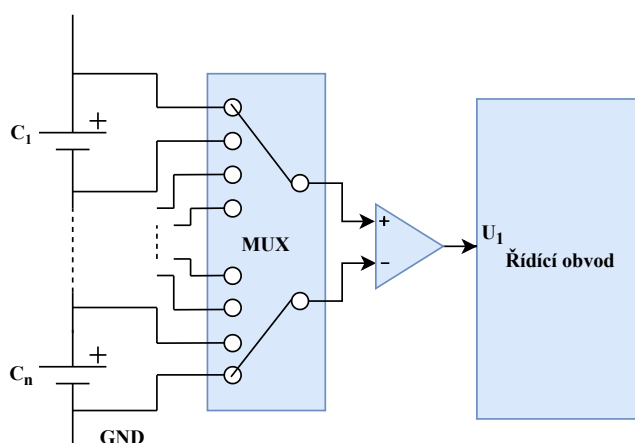 C1
+
MUX
+
−
U1
Řídící obvod
Cn
+
GND